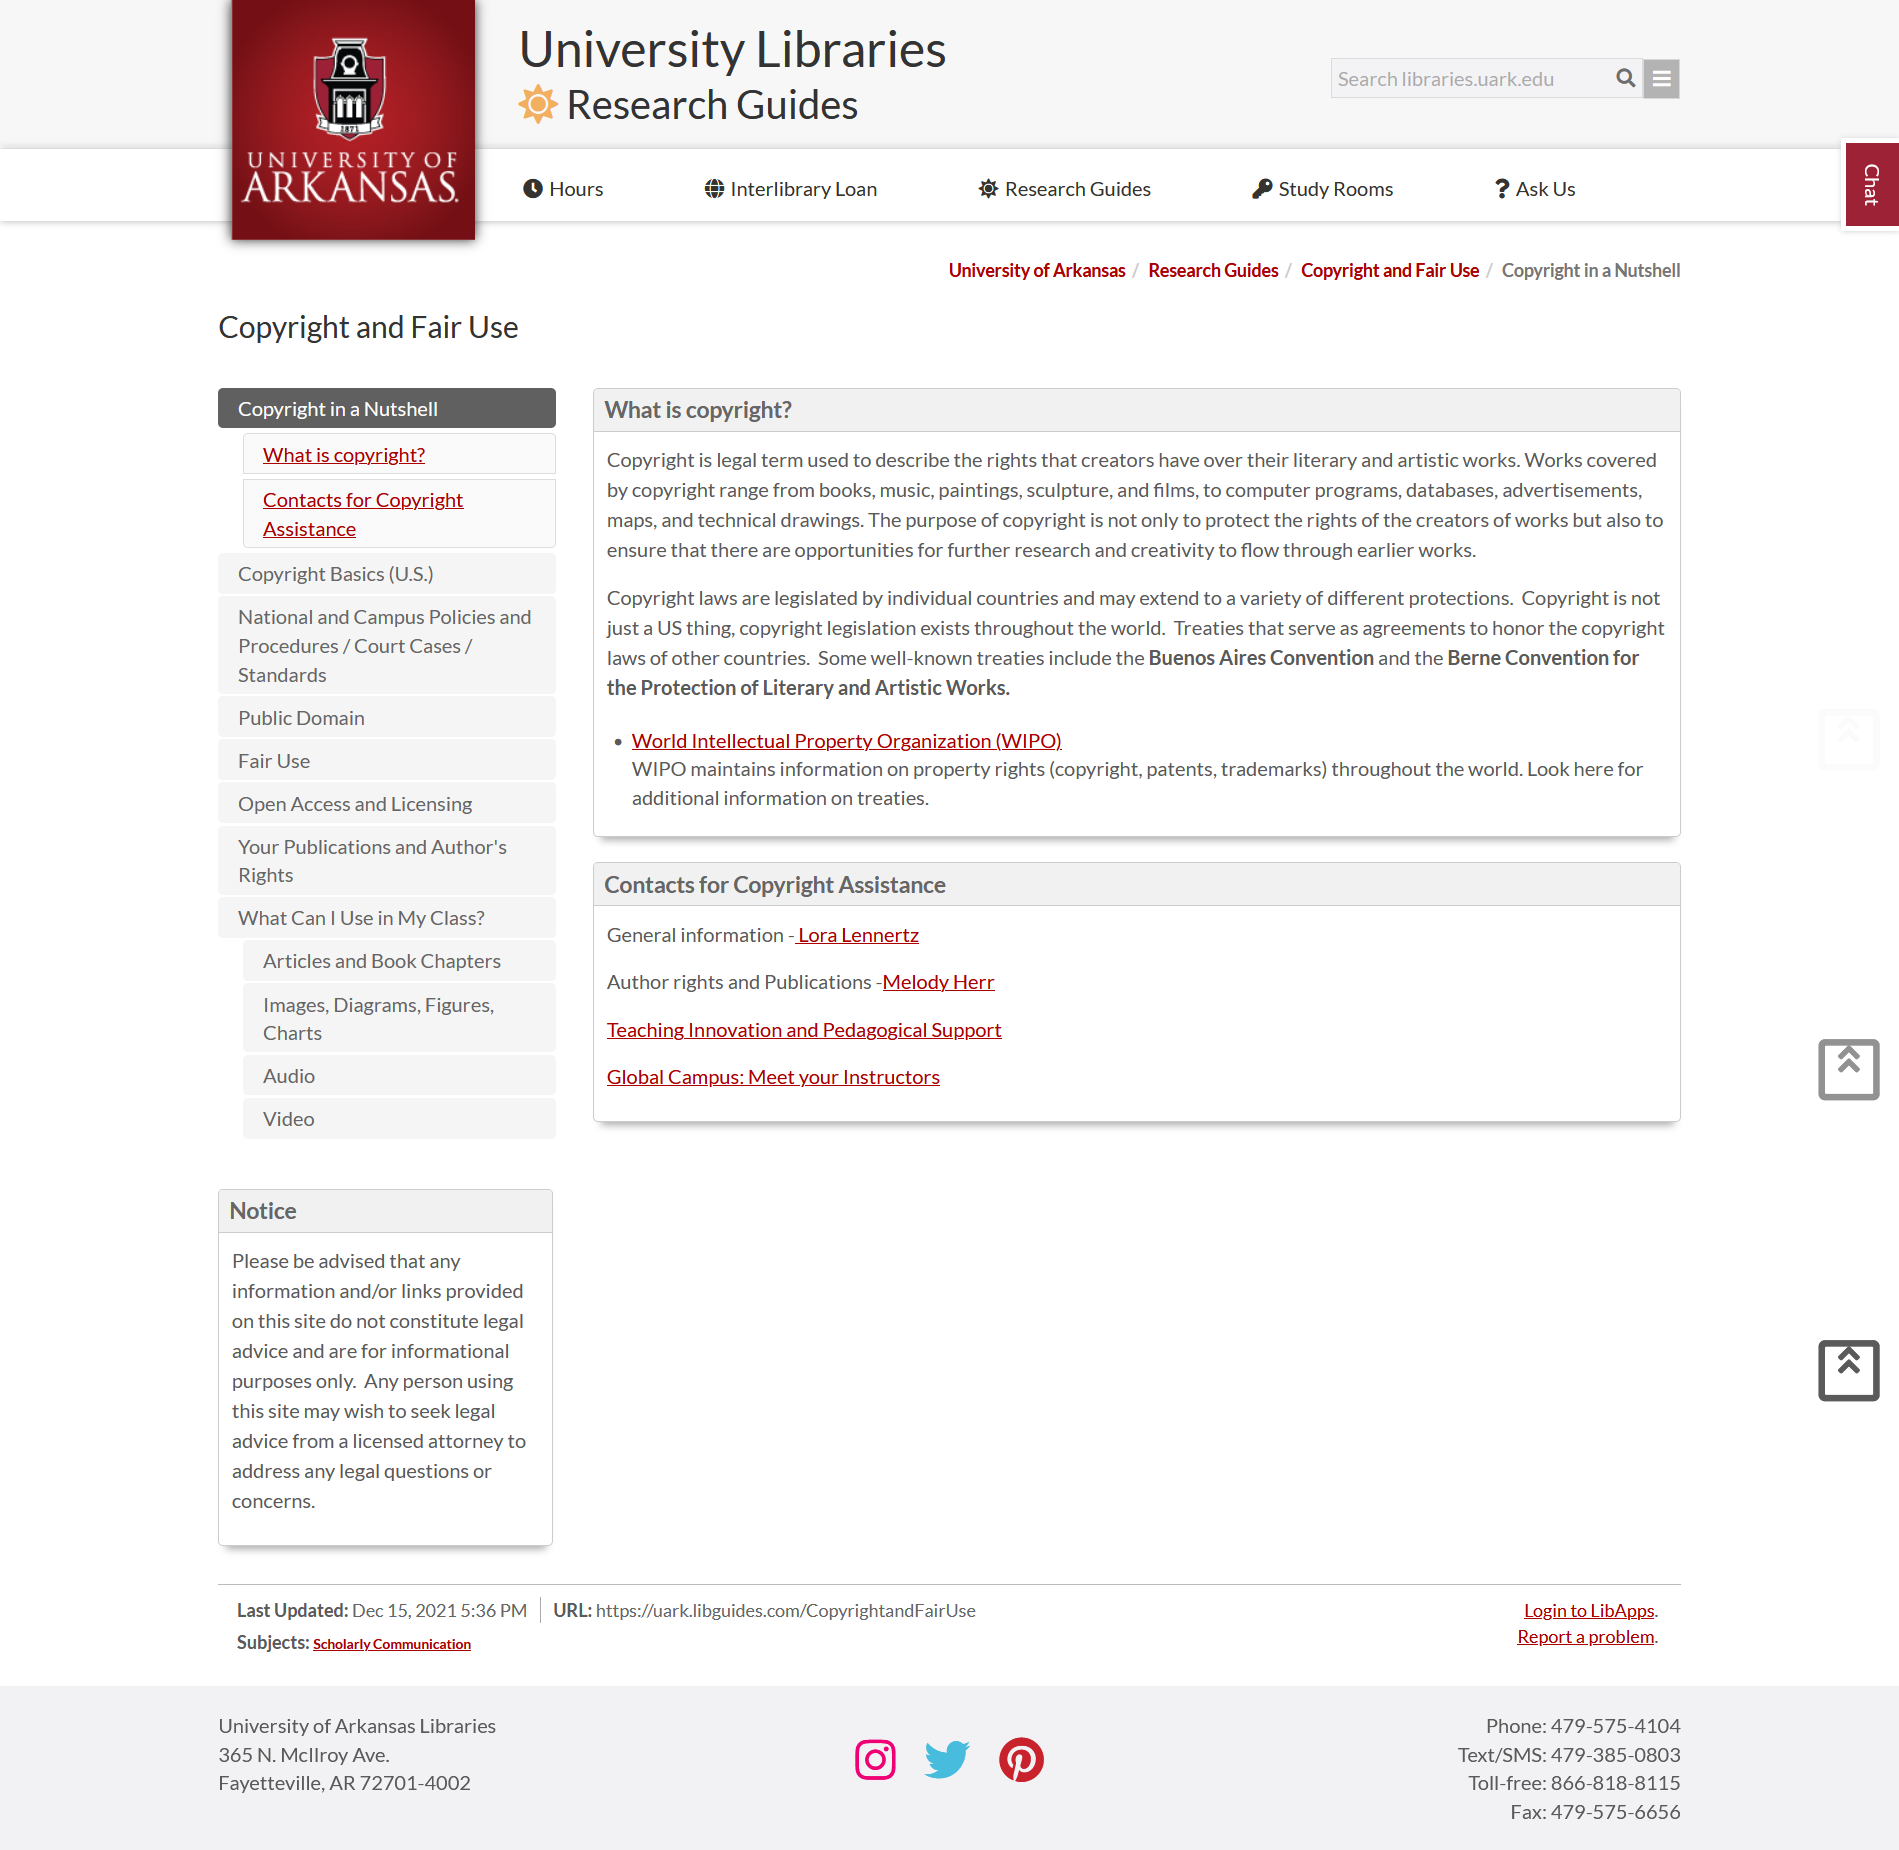 University Libraries
Research Guides
Search libraries.uark.edu
1871
UNIVERSITY OF
ARKANSAS.
Hours
Interlibrary Loan
Research Guides
Study Rooms
Ask Us
Chat
University of Arkansas / Research Guides / Copyright and Fair Use / Copyright in a Nutshell
Copyright and Fair Use
Copyright in a Nutshell
What is copyright?
Contacts for Copyright
Assistance
Copyright Basics (U.S.)
National and Campus Policies and
Procedures / Court Cases /
Standards
Public Domain
Fair Use
Open Access and Licensing
Your Publications and Author's
Rights
What Can I Use in My Class?
Articles and Book Chapters
Images, Diagrams, Figures,
Charts
Audio
Video
Notice
Please be advised that any
information and/or links provided
on this site do not constitute legal
advice and are for informational
purposes only.  Any person using
this site may wish to seek legal
advice from a licensed attorney to
address any legal questions or
concerns.
What is copyright?
Copyright is legal term used to describe the rights that creators have over their literary and artistic works. Works covered
by copyright range from books, music, paintings, sculpture, and films, to computer programs, databases, advertisements,
maps, and technical drawings. The purpose of copyright is not only to protect the rights of the creators of works but also to
ensure that there are opportunities for further research and creativity to flow through earlier works.
Copyright laws are legislated by individual countries and may extend to a variety of different protections.  Copyright is not
just a US thing, copyright legislation exists throughout the world.  Treaties that serve as agreements to honor the copyright
laws of other countries.  Some well-known treaties include the Buenos Aires Convention and the Berne Convention for
the Protection of Literary and Artistic Works.
• World Intellectual Property Organization (WIPO)
WIPO maintains information on property rights (copyright, patents, trademarks) throughout the world. Look here for
additional information on treaties.
Contacts for Copyright Assistance
General information - Lora Lennertz
Author rights and Publications -Melody Herr
Teaching Innovation and Pedagogical Support
Global Campus: Meet your Instructors
Last Updated: Dec 15, 2021 5:36 PM | URL: https://uark.libguides.com/CopyrightandFairUse
Subjects: Scholarly Communication
Login to LibApps.
Report a problem.
University of Arkansas Libraries
365 N. McIlroy Ave.
Fayetteville, AR 72701-4002
Phone: 479-575-4104
Text/SMS: 479-385-0803
Toll-free: 866-818-8115
Fax: 479-575-6656